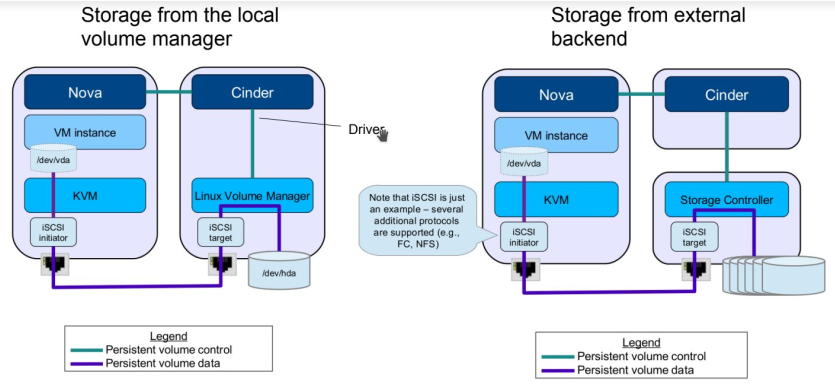 Storage from the local
volume manager
Nova
Cinder
VM instance
Driver
/dev/vda
KVM
Linux Volume Manager
iSCSI
initiator
iSCSI
target
/dev/hda
Legend
Persistent volume control
Persistent volume data
Storage from external
backend
Nova
Cinder
VM instance
/dev/vda
Note that iSCSI is just
an example – several
additional protocols
are supported (e.g.,
FC, NFS)
KVM
Storage Controller
iSCSI
initiator
iSCSI
target
Legend
Persistent volume control
Persistent volume data